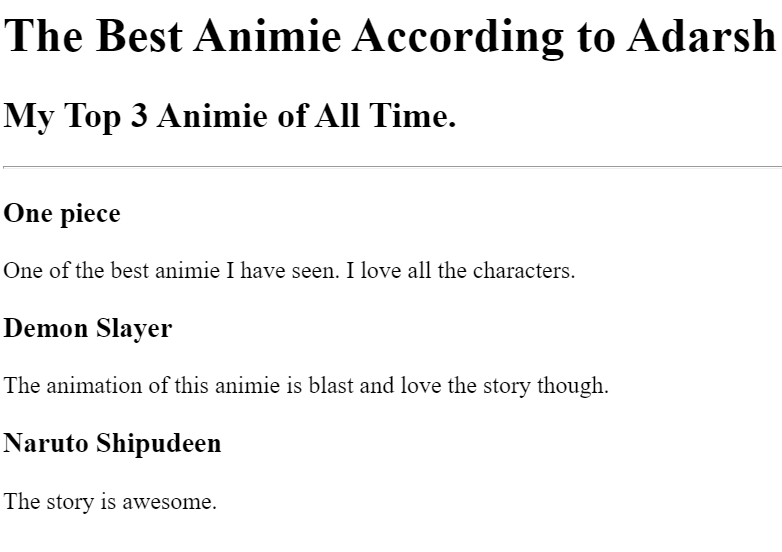 The Best Animie According to Adarsh
My Top 3 Animie of All Time.
One piece
One of the best animie I have seen. I love all the characters.
Demon Slayer
The animation of this animie is blast and love the story though.
Naruto Shipudeen
The story is awesome.